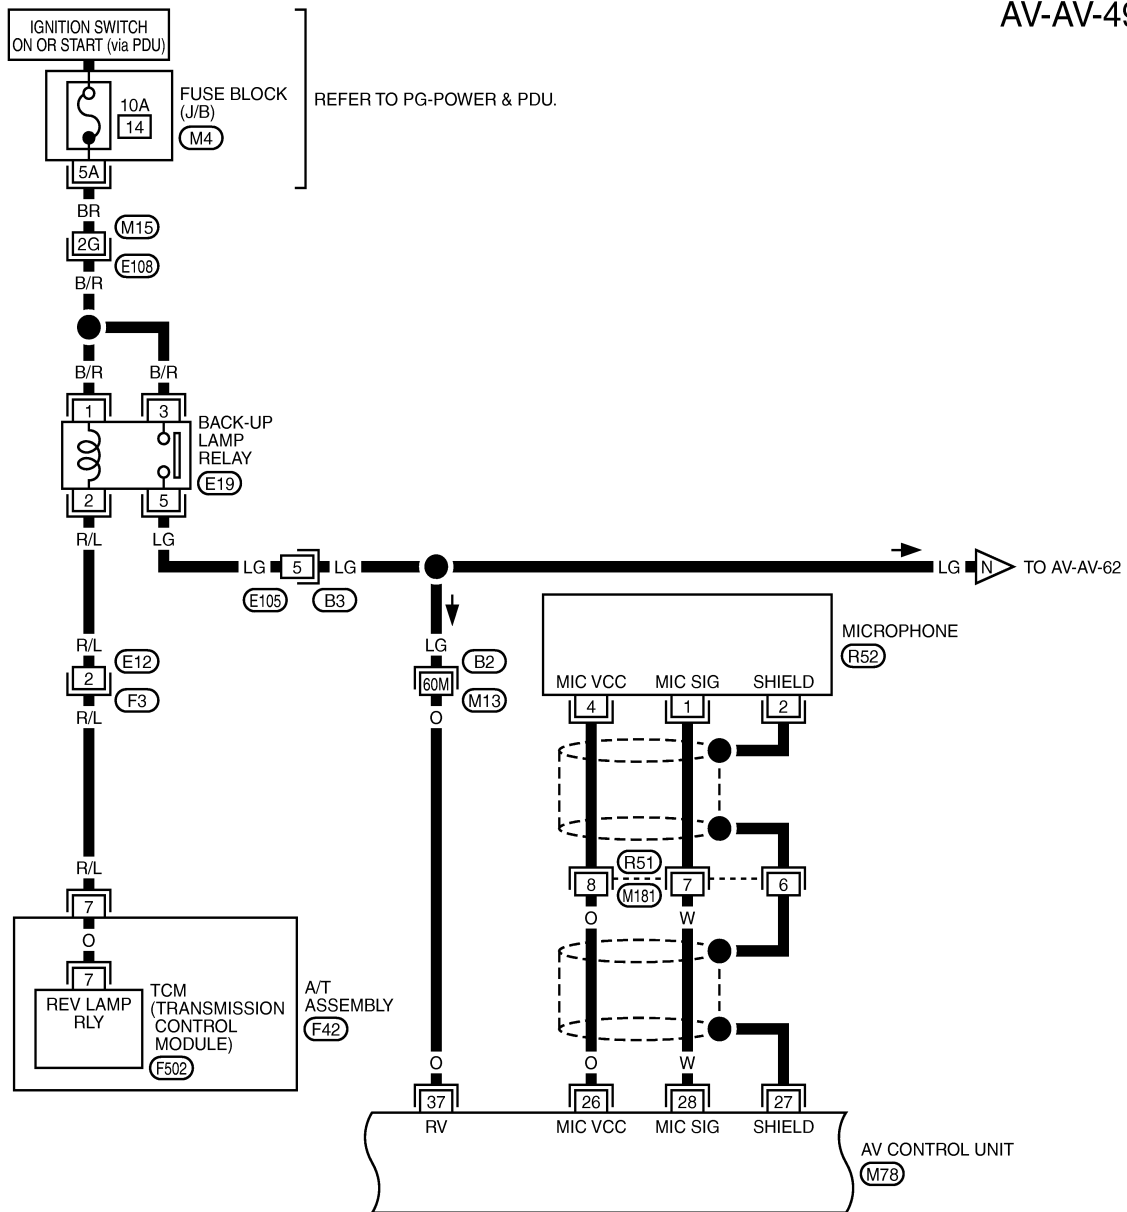 AV-AV-49
IGNITION SWITCH
ON OR START (via PDU)
FUSE BLOCK
(J/B)
M4
10A
14
REFER TO PG-POWER & PDU.
5A
BR
M15
2G
E108
B/R
B/R
B/R
1
3
BACK-UP
LAMP
RELAY
E19
2
5
R/L
LG
LG
5
LG
E105
B3
LG
N
TO AV-AV-62
R/L
E12
2
F3
R/L
LG
B2
60M
M13
O
MICROPHONE
R52
MIC VCC
MIC SIG
SHIELD
4
1
2
R/L
R51
8
7
6
M181
O
W
7
O
7
REV LAMP
RLY
TCM
(TRANSMISSION
CONTROL
MODULE)
F502
A/T
ASSEMBLY
F42
O
O
W
37
26
28
27
RV
MIC VCC
MIC SIG
SHIELD
AV CONTROL UNIT
M78